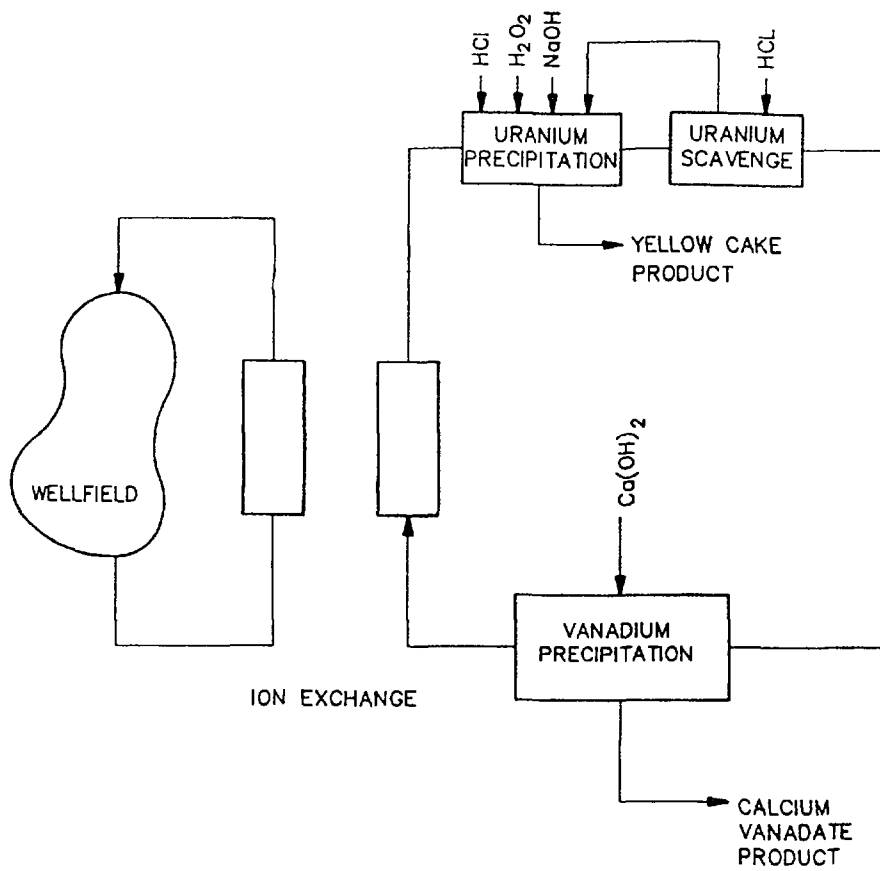 HCl
H2O2
NaOH
HCL
URANIUM
PRECIPITATION
URANIUM
SCAVENGE
YELLOW CAKE
PRODUCT
WELLFIELD
Ca(OH)2
VANADIUM
PRECIPITATION
ION EXCHANGE
CALCIUM
VANADATE
PRODUCT